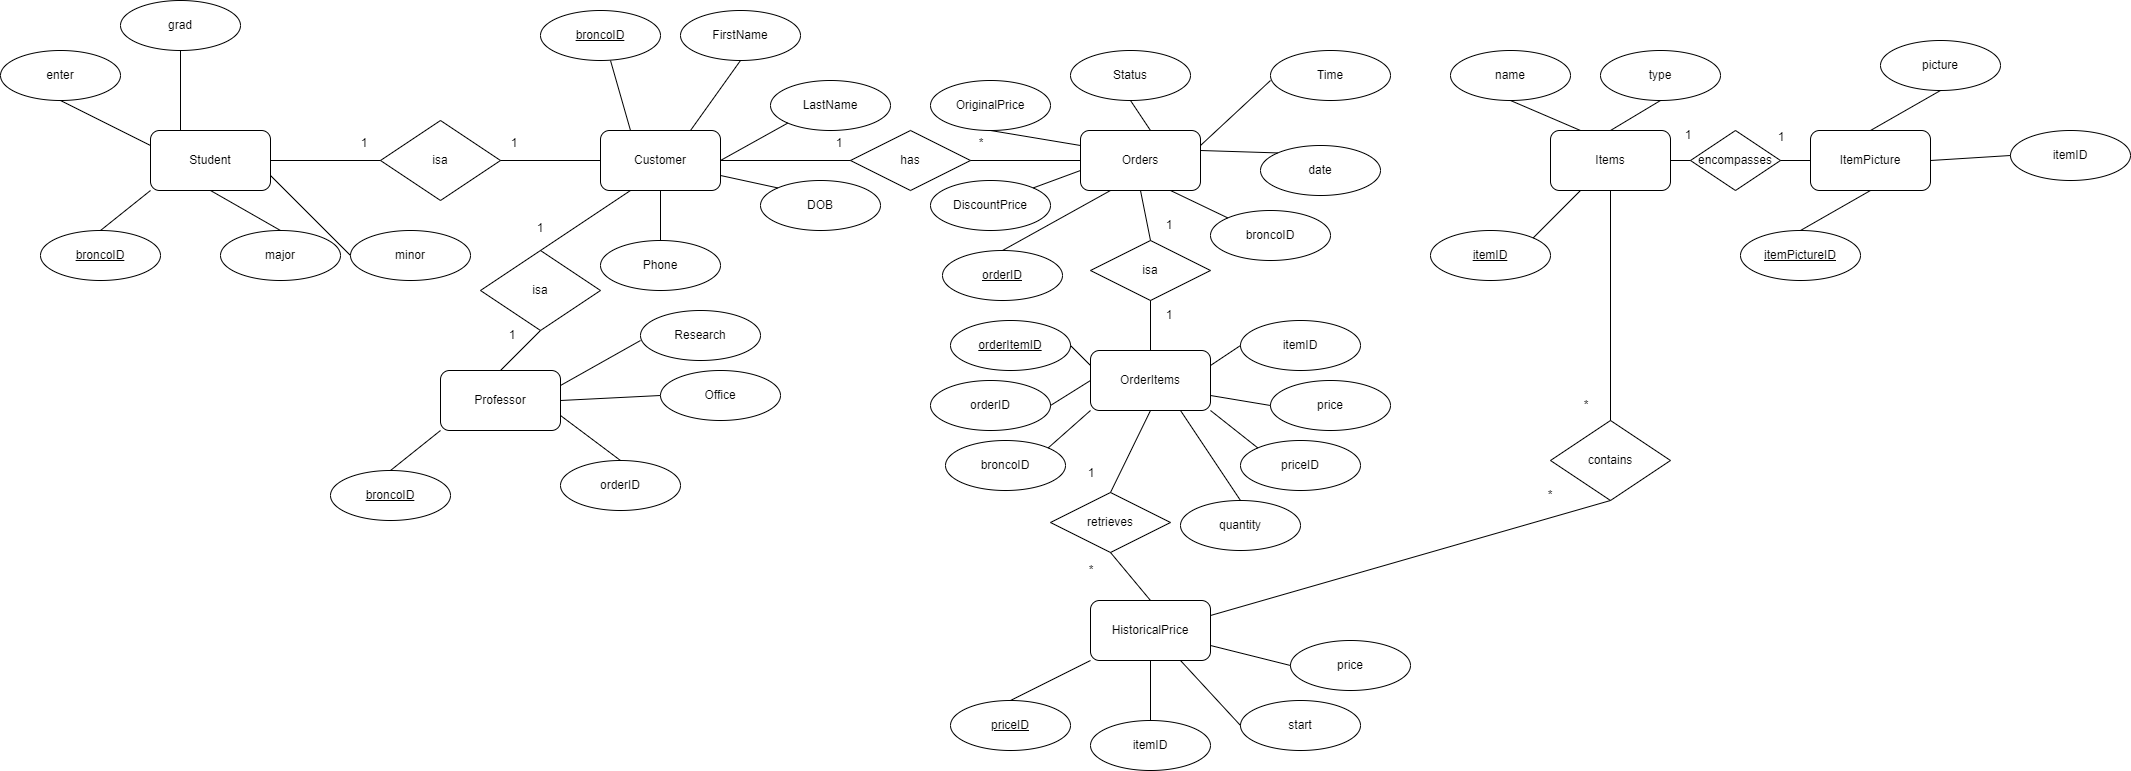 grad
enter
Student
broncoID
major
minor
1
isa
1
broncoID
FirstName
LastName
Customer
DOB
Phone
1
isa
1
Professor
Research
Office
broncoID
orderID
1
has
*
OriginalPrice
Status
Time
Orders
date
DiscountPrice
broncoID
orderID
1
isa
1
orderItemID
itemID
OrderItems
orderID
price
broncoID
priceID
quantity
1
retrieves
*
HistoricalPrice
price
priceID
itemID
start
name
type
Items
itemID
1
encompasses
1
picture
ItemPicture
itemID
itemPictureID
*
contains
*